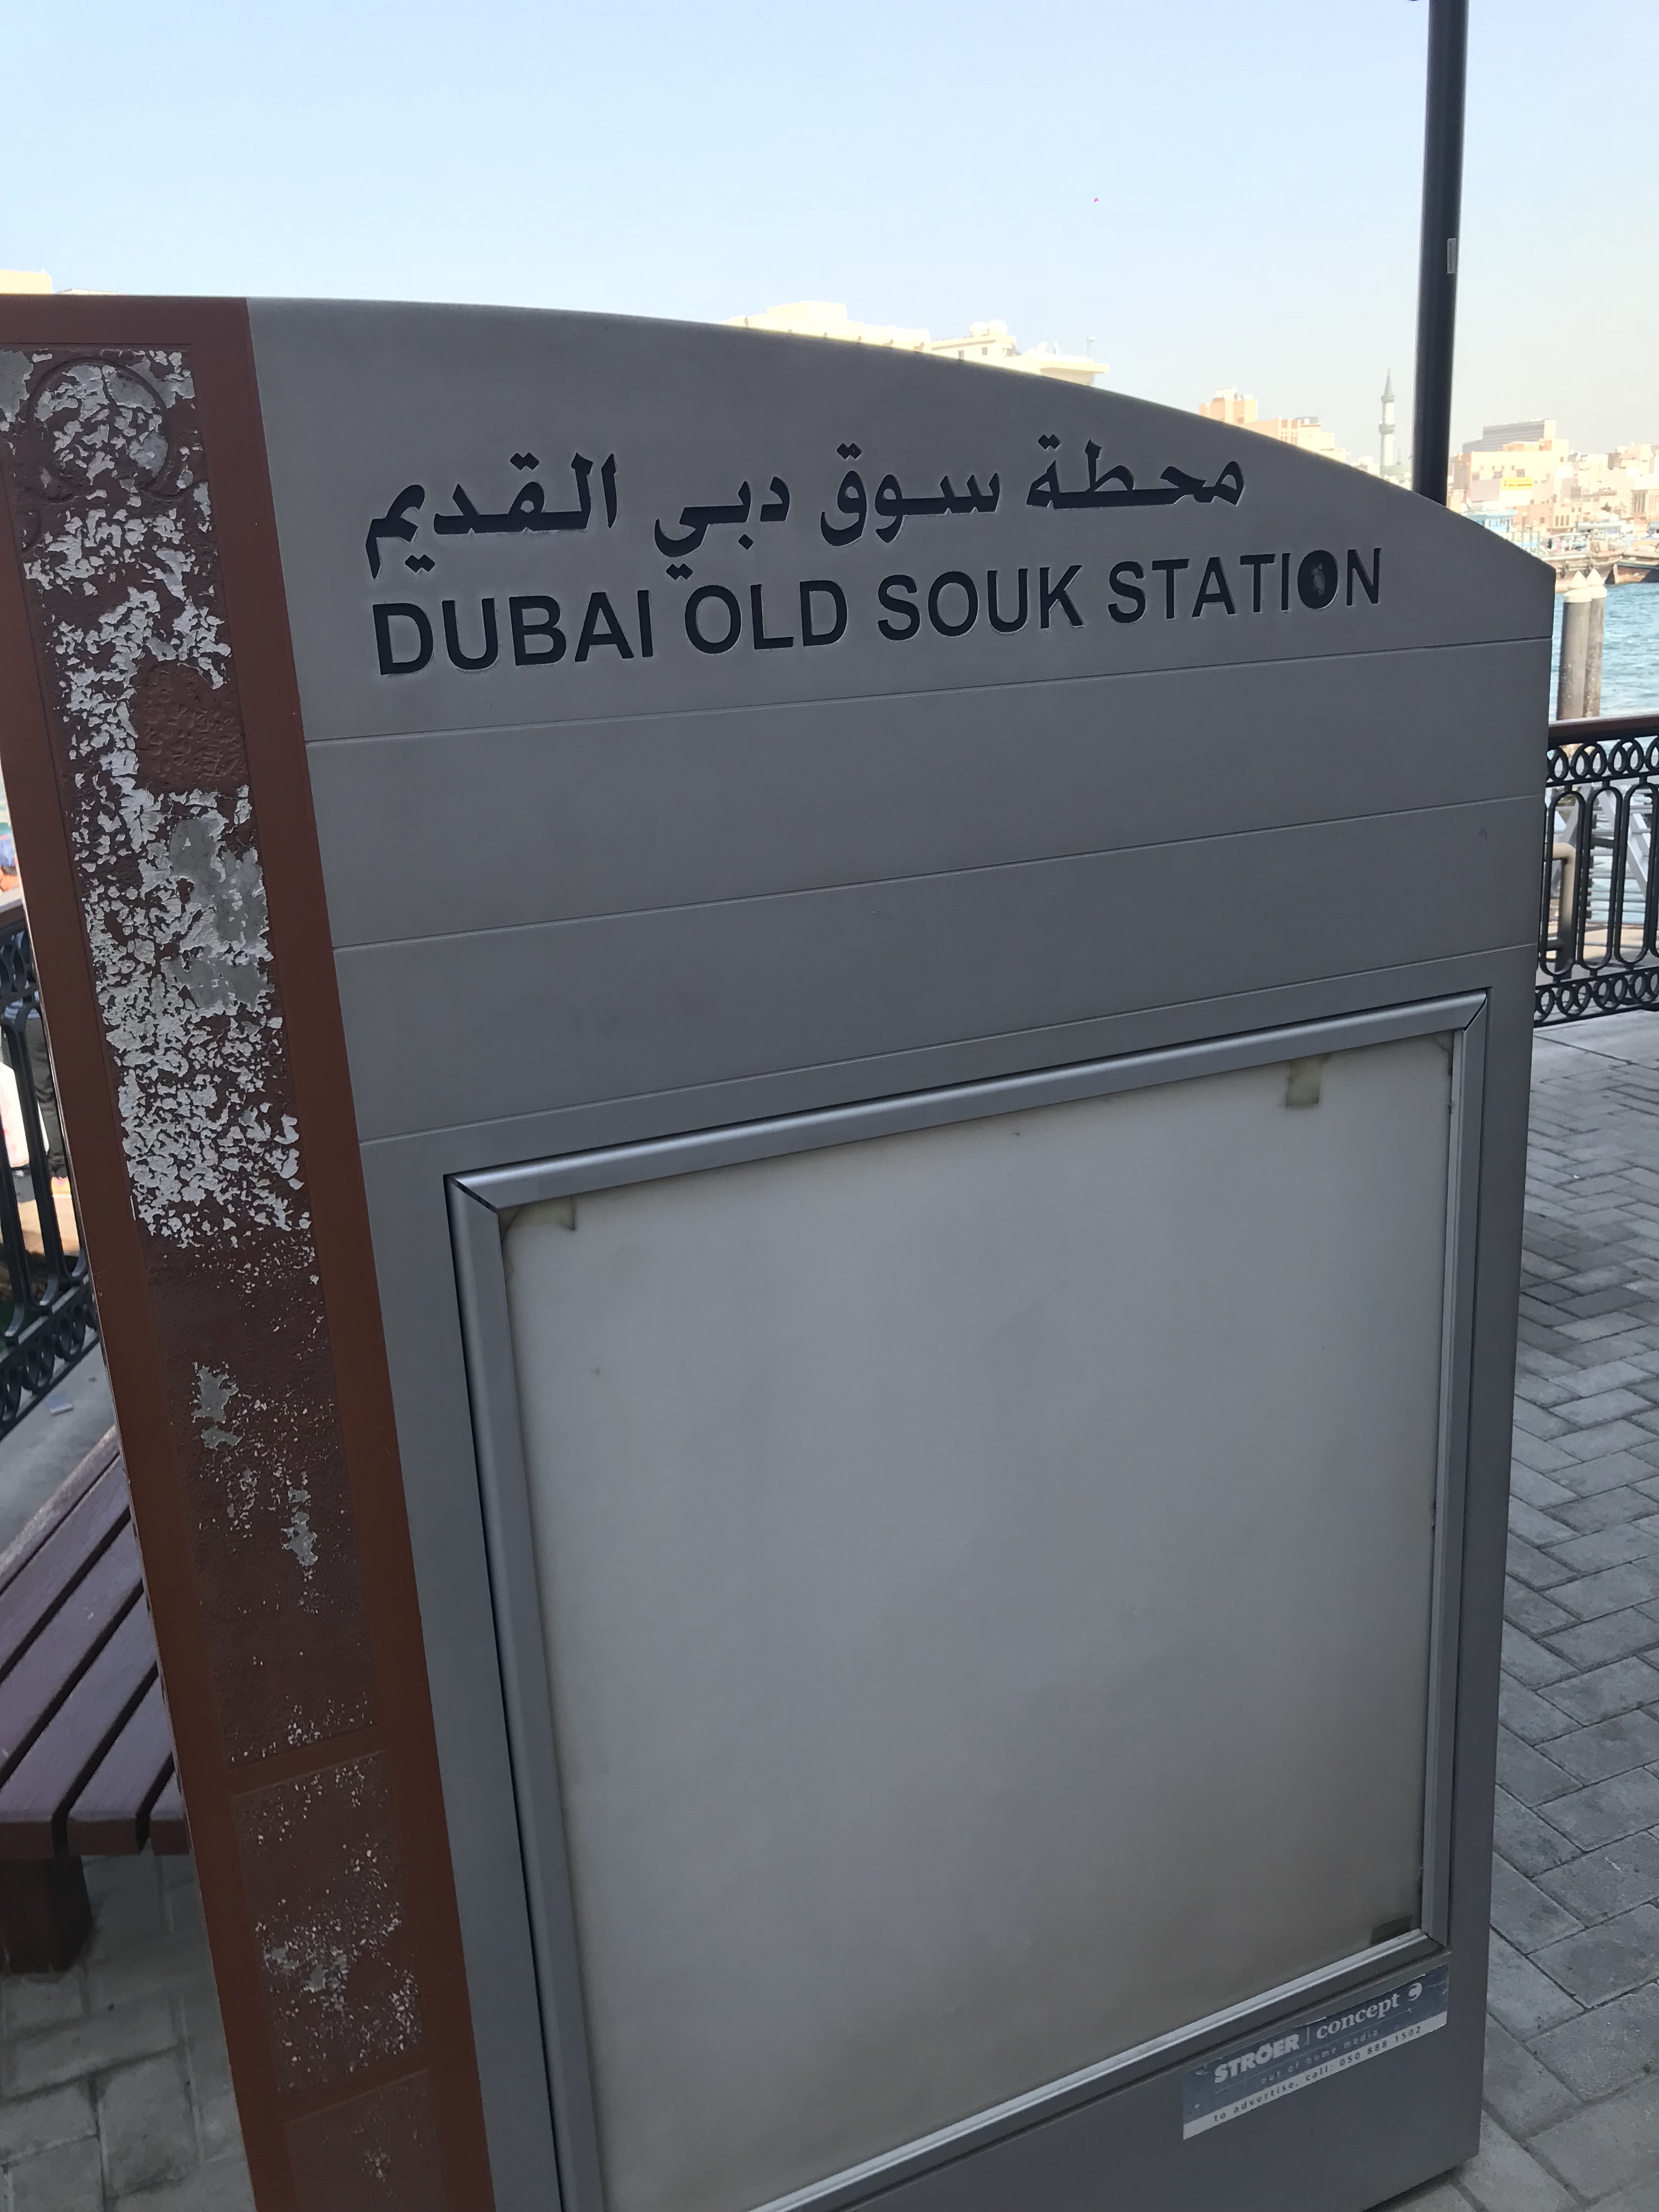 محطة سوق دبي القديم
DUBAI OLD SOUK STATION
STRÖER | concept
out of home media
to advertise, call: 050 888 1502